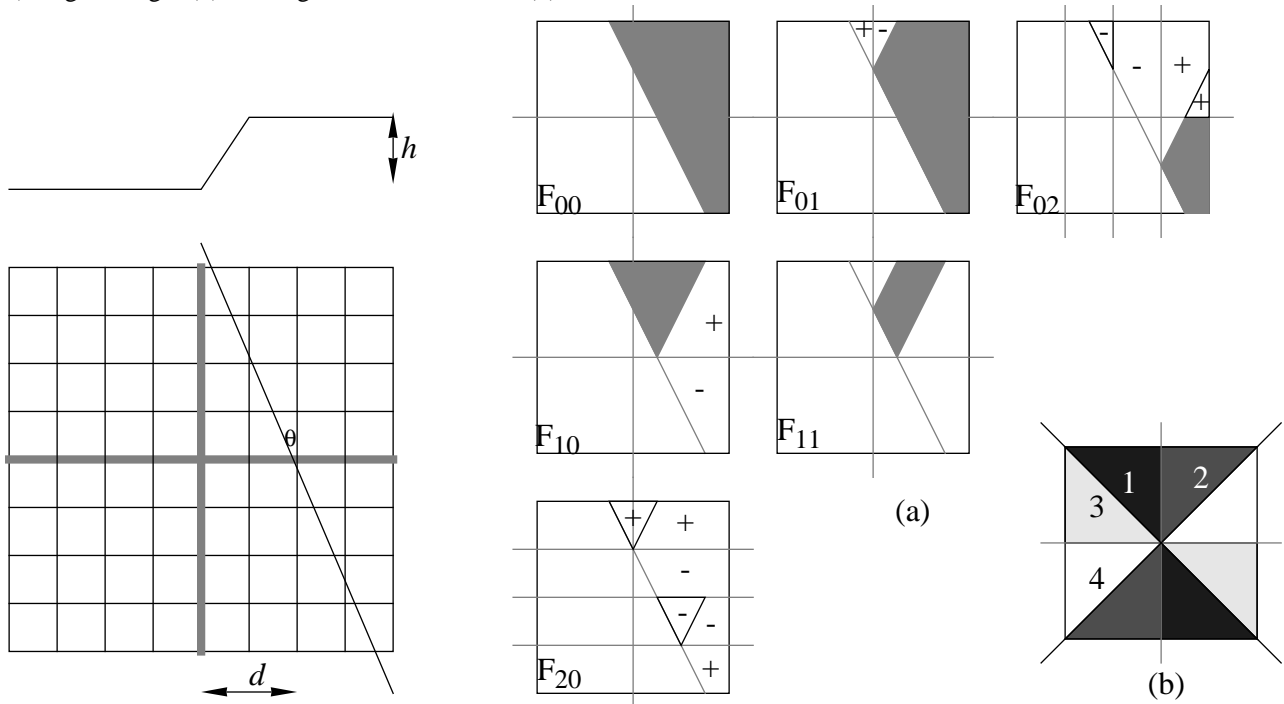 h
θ
d
F00
+ -
F01
- - + +
F02
+ -
F10
F11
+ + - - - +
F20
(a)
1 2
3
4
(b)